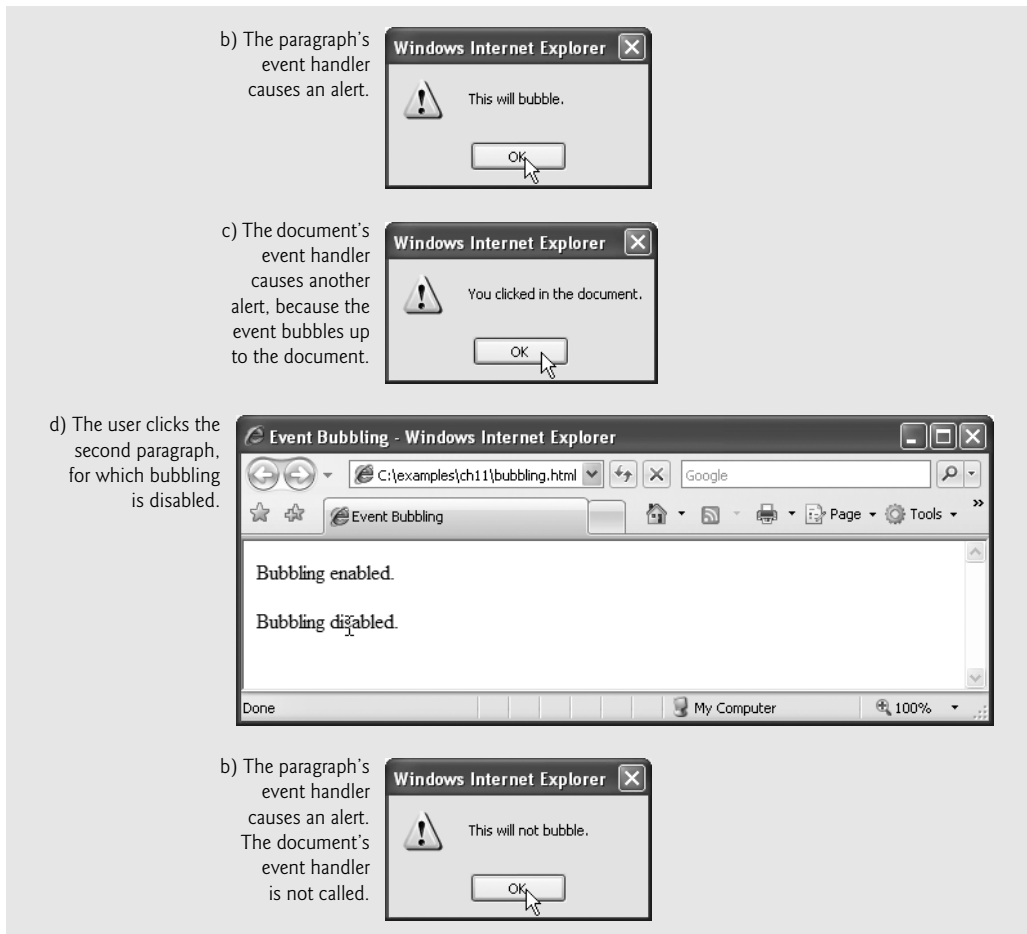 b) The paragraph's
event handler
causes an alert.
Windows Internet Explorer
This will bubble.
OK
c) The document's
event handler
causes another
alert, because the
event bubbles up
to the document.
Windows Internet Explorer
You clicked in the document.
OK
d) The user clicks the
second paragraph,
for which bubbling
is disabled.
Event Bubbling - Windows Internet Explorer
C:\examples\ch11\bubbling.html
Google
Event Bubbling
Page
Tools
»
Bubbling enabled.
Bubbling disabled.
Done
My Computer
100%
b) The paragraph's
event handler
causes an alert.
The document's
event handler
is not called.
Windows Internet Explorer
This will not bubble.
OK